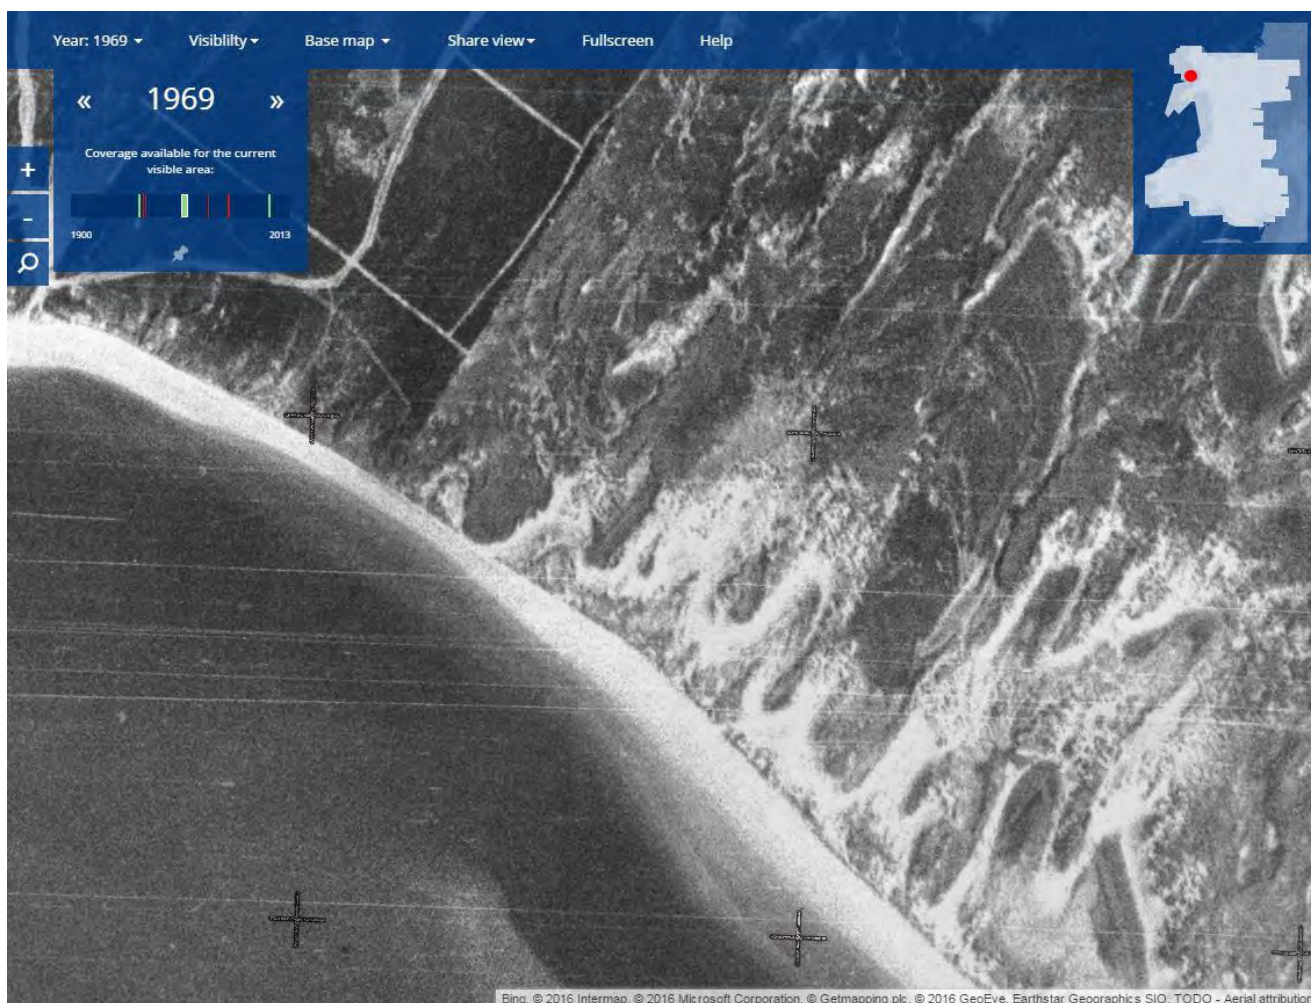 Year: 1969 Visiblilty Base map Share view Fullscreen Help
« 1969 »
Coverage available for the current
visible area:
+
-
1900 2013
Bing, © 2016 Intermap, © 2016 Microsoft Corporation, © Getmapping plc, © 2016 GeoEye, Earthstar Geographics SIO, TODO - Aerial attribution